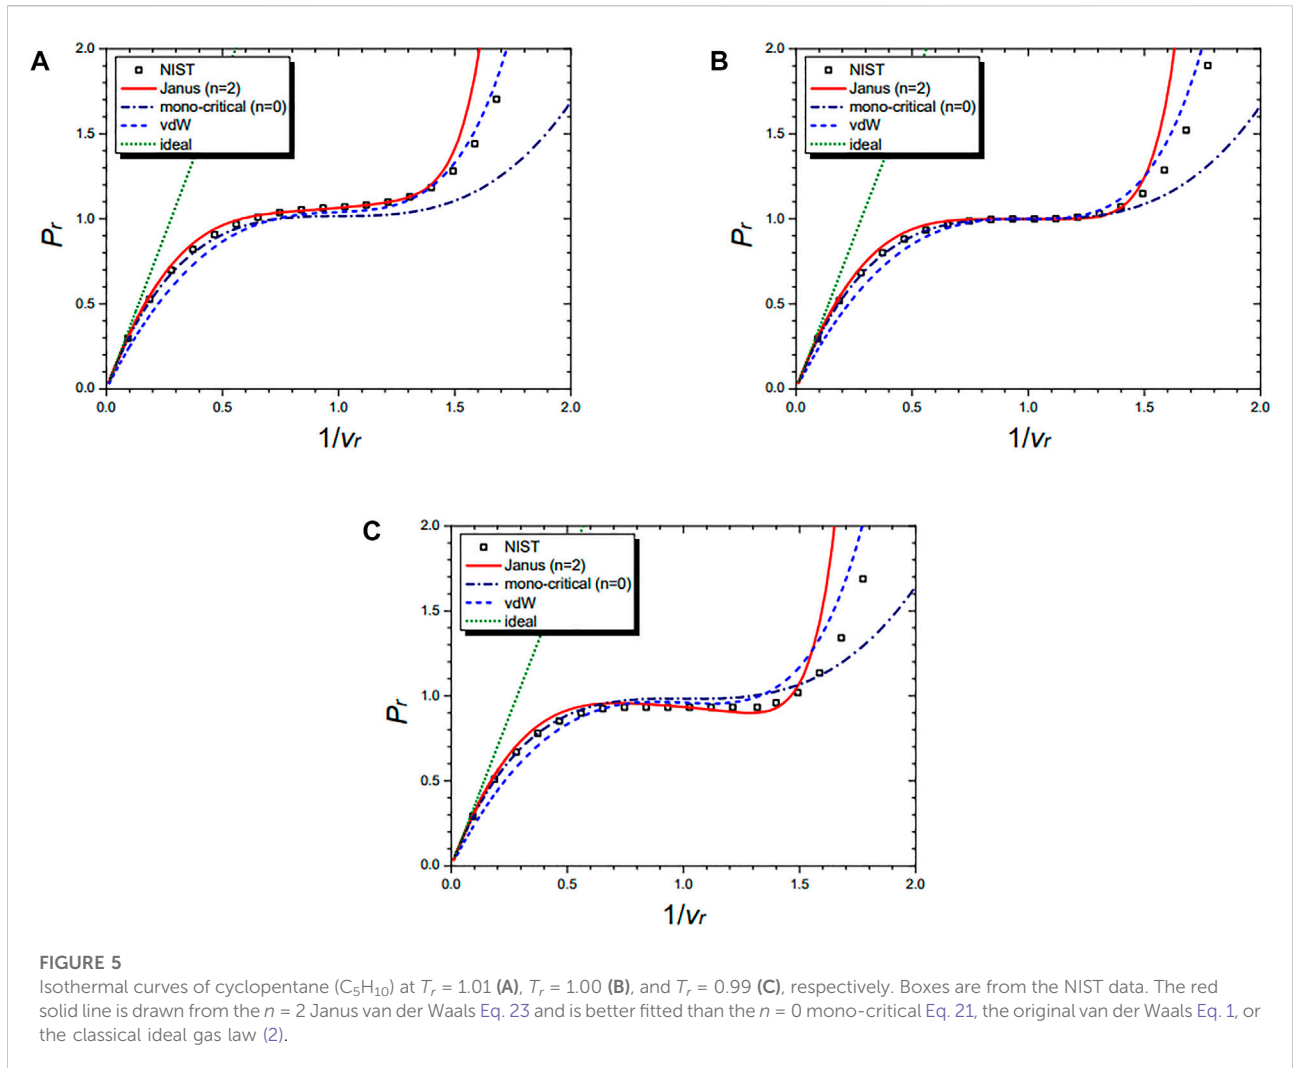 A
2.0
1.5
1.0
0.5
0.0
Pr
NIST
Janus (n=2)
mono-critical (n=0)
vdW
ideal
0.0 0.5 1.0 1.5 2.0
1/vr
B
2.0
1.5
1.0
0.5
0.0
Pr
NIST
Janus (n=2)
mono-critical (n=0)
vdW
ideal
0.0 0.5 1.0 1.5 2.0
1/vr
C
2.0
1.5
1.0
0.5
0.0
Pr
NIST
Janus (n=2)
mono-critical (n=0)
vdW
ideal
0.0 0.5 1.0 1.5 2.0
1/vr
FIGURE 5
Isothermal curves of cyclopentane (C5H10) at Tr = 1.01 (A), Tr = 1.00 (B), and Tr = 0.99 (C), respectively. Boxes are from the NIST data. The red
solid line is drawn from the n = 2 Janus van der Waals Eq. 23 and is better fitted than the n = 0 mono-critical Eq. 21, the original van der Waals Eq. 1, or
the classical ideal gas law (2).